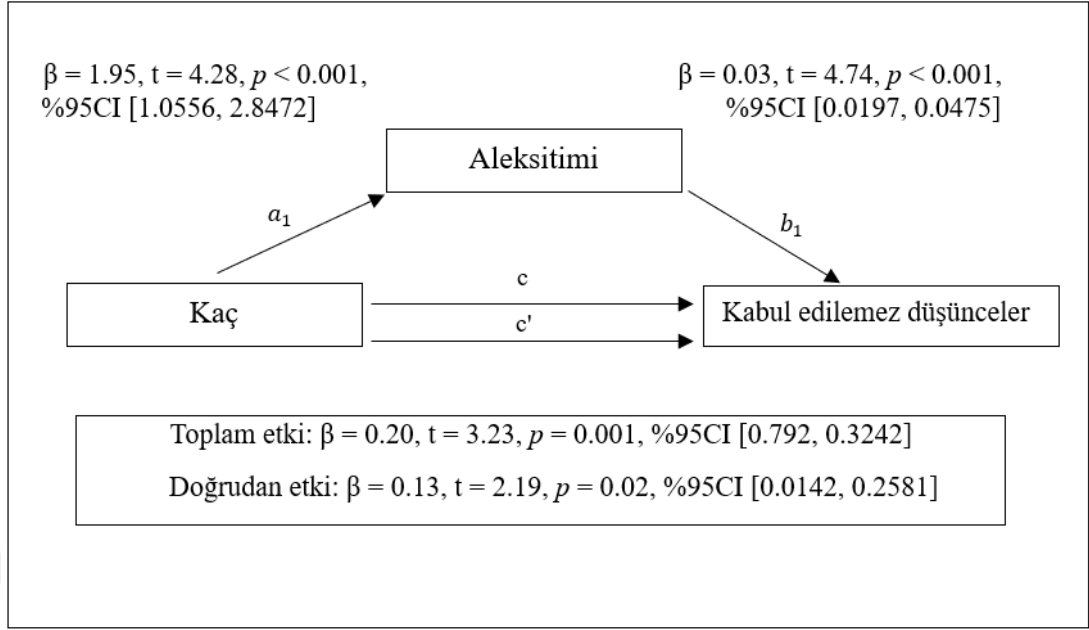 β = 1.95, t = 4.28, p < 0.001,
%95CI [1.0556, 2.8472]
β = 0.03, t = 4.74, p < 0.001,
%95CI [0.0197, 0.0475]
Aleksitimi
a₁
b₁
Kaç
c
c'
Kabul edilemez düşünceler
Toplam etki: β = 0.20, t = 3.23, p = 0.001, %95CI [0.792, 0.3242]
Doğrudan etki: β = 0.13, t = 2.19, p = 0.02, %95CI [0.0142, 0.2581]